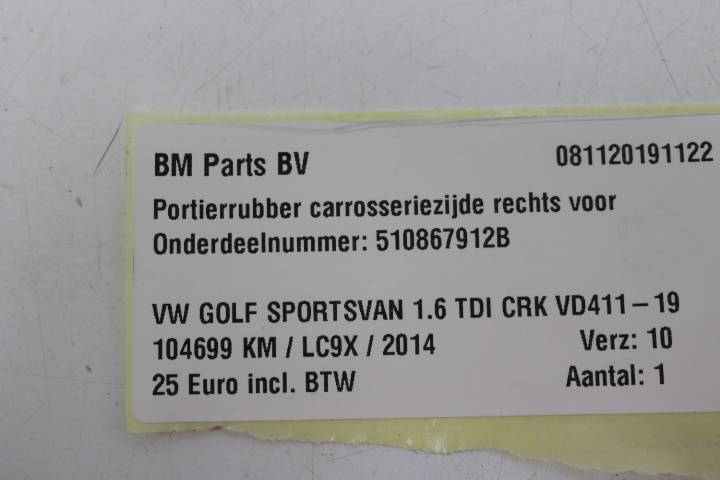 BM Parts BV 081120191122
Portierrubber carrosseriezijde rechts voor
Onderdeelnummer: 510867912B
VW GOLF SPORTSVAN 1.6 TDI CRK VD411-19
104699 KM / LC9X / 2014 Verz: 10
25 Euro incl. BTW Aantal: 1